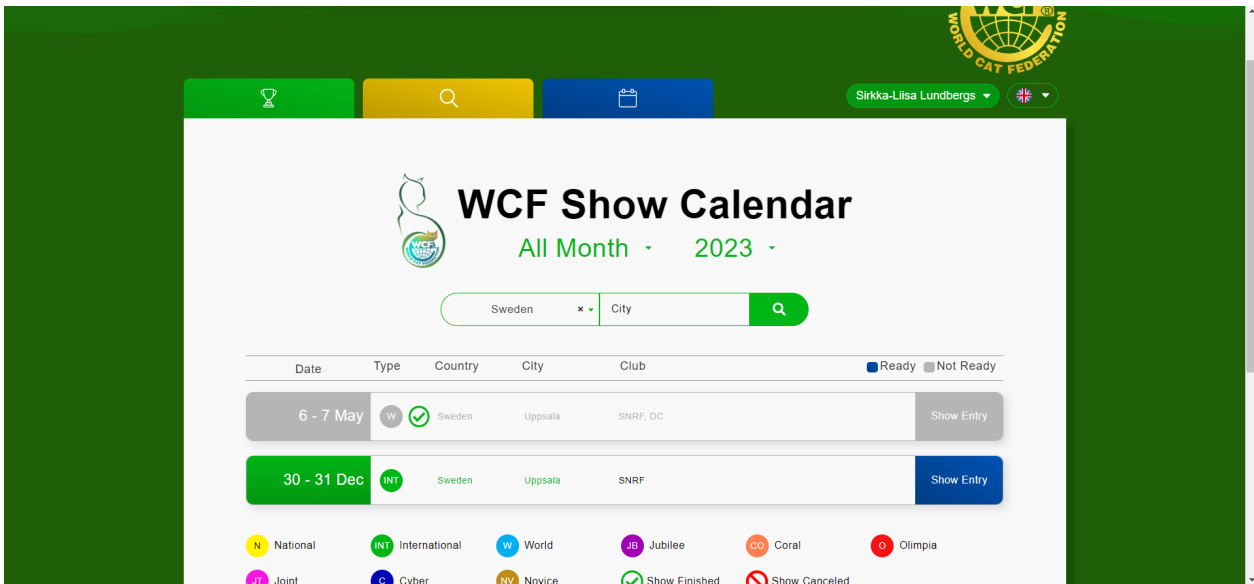 WCF ®
WORLD CAT FEDERATION
Sirkka-Liisa Lundbergs
WCF Show Calendar
WCF
All Month 2023
Sweden × City
Date Type Country City Club Ready Not Ready
6 - 7 May W Sweden Uppsala SNRF, DC Show Entry
30 - 31 Dec INT Sweden Uppsala SNRF Show Entry
N National INT International W World JB Jubilee CO Coral O Olimpia
JT Joint C Cyber NV Novice Show Finished Show Canceled